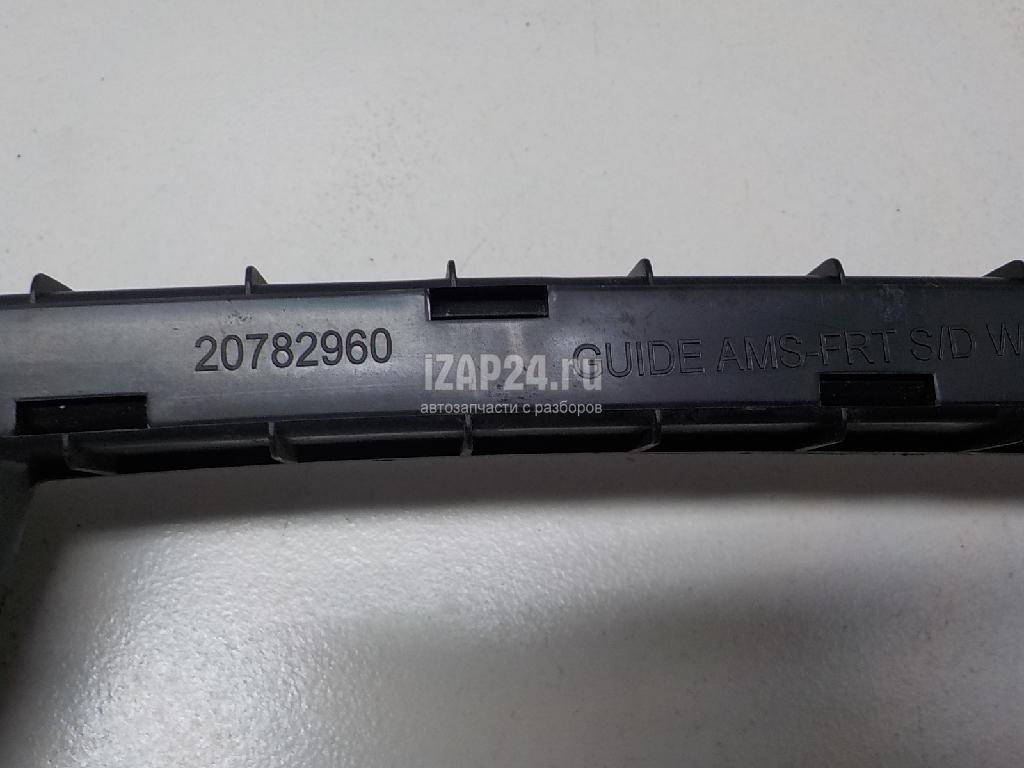 20782960
GUIDE AMS-FRT S/D W
iZAP24.ru
автозапчасти с разборов